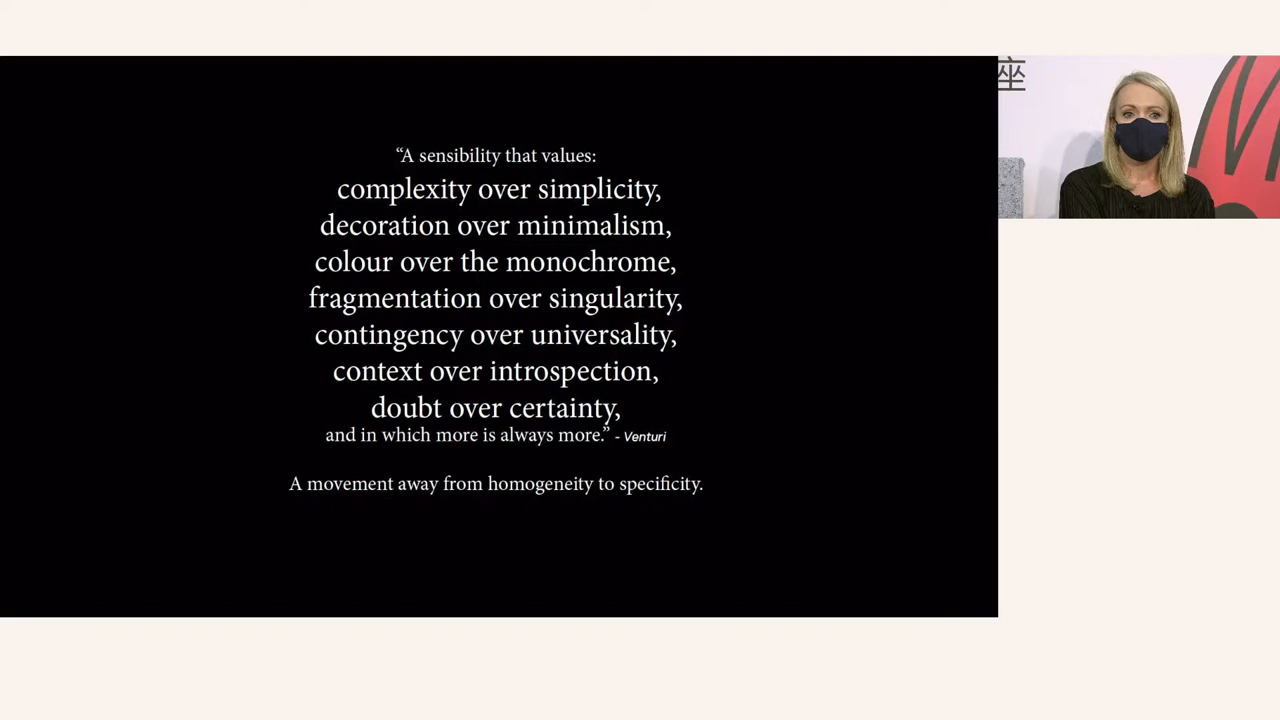 “A sensibility that values:
complexity over simplicity,
decoration over minimalism,
colour over the monochrome,
fragmentation over singularity,
contingency over universality,
context over introspection,
doubt over certainty,
and in which more is always more.” - Venturi
A movement away from homogeneity to specificity.
座